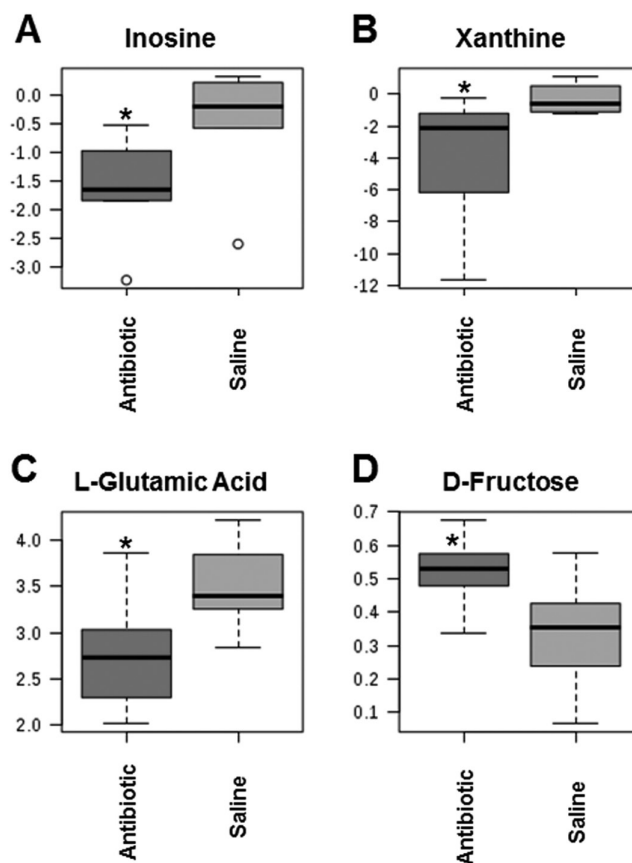 A
Inosine
0.0
-0.5
-1.0
-1.5
-2.0
-2.5
-3.0
*
Antibiotic
Saline
B
Xanthine
0
-2
-4
-6
-8
-10
-12
*
Antibiotic
Saline
C
L-Glutamic Acid
4.0
3.5
3.0
2.5
2.0
*
Antibiotic
Saline
D
D-Fructose
0.7
0.6
0.5
0.4
0.3
0.2
0.1
*
Antibiotic
Saline